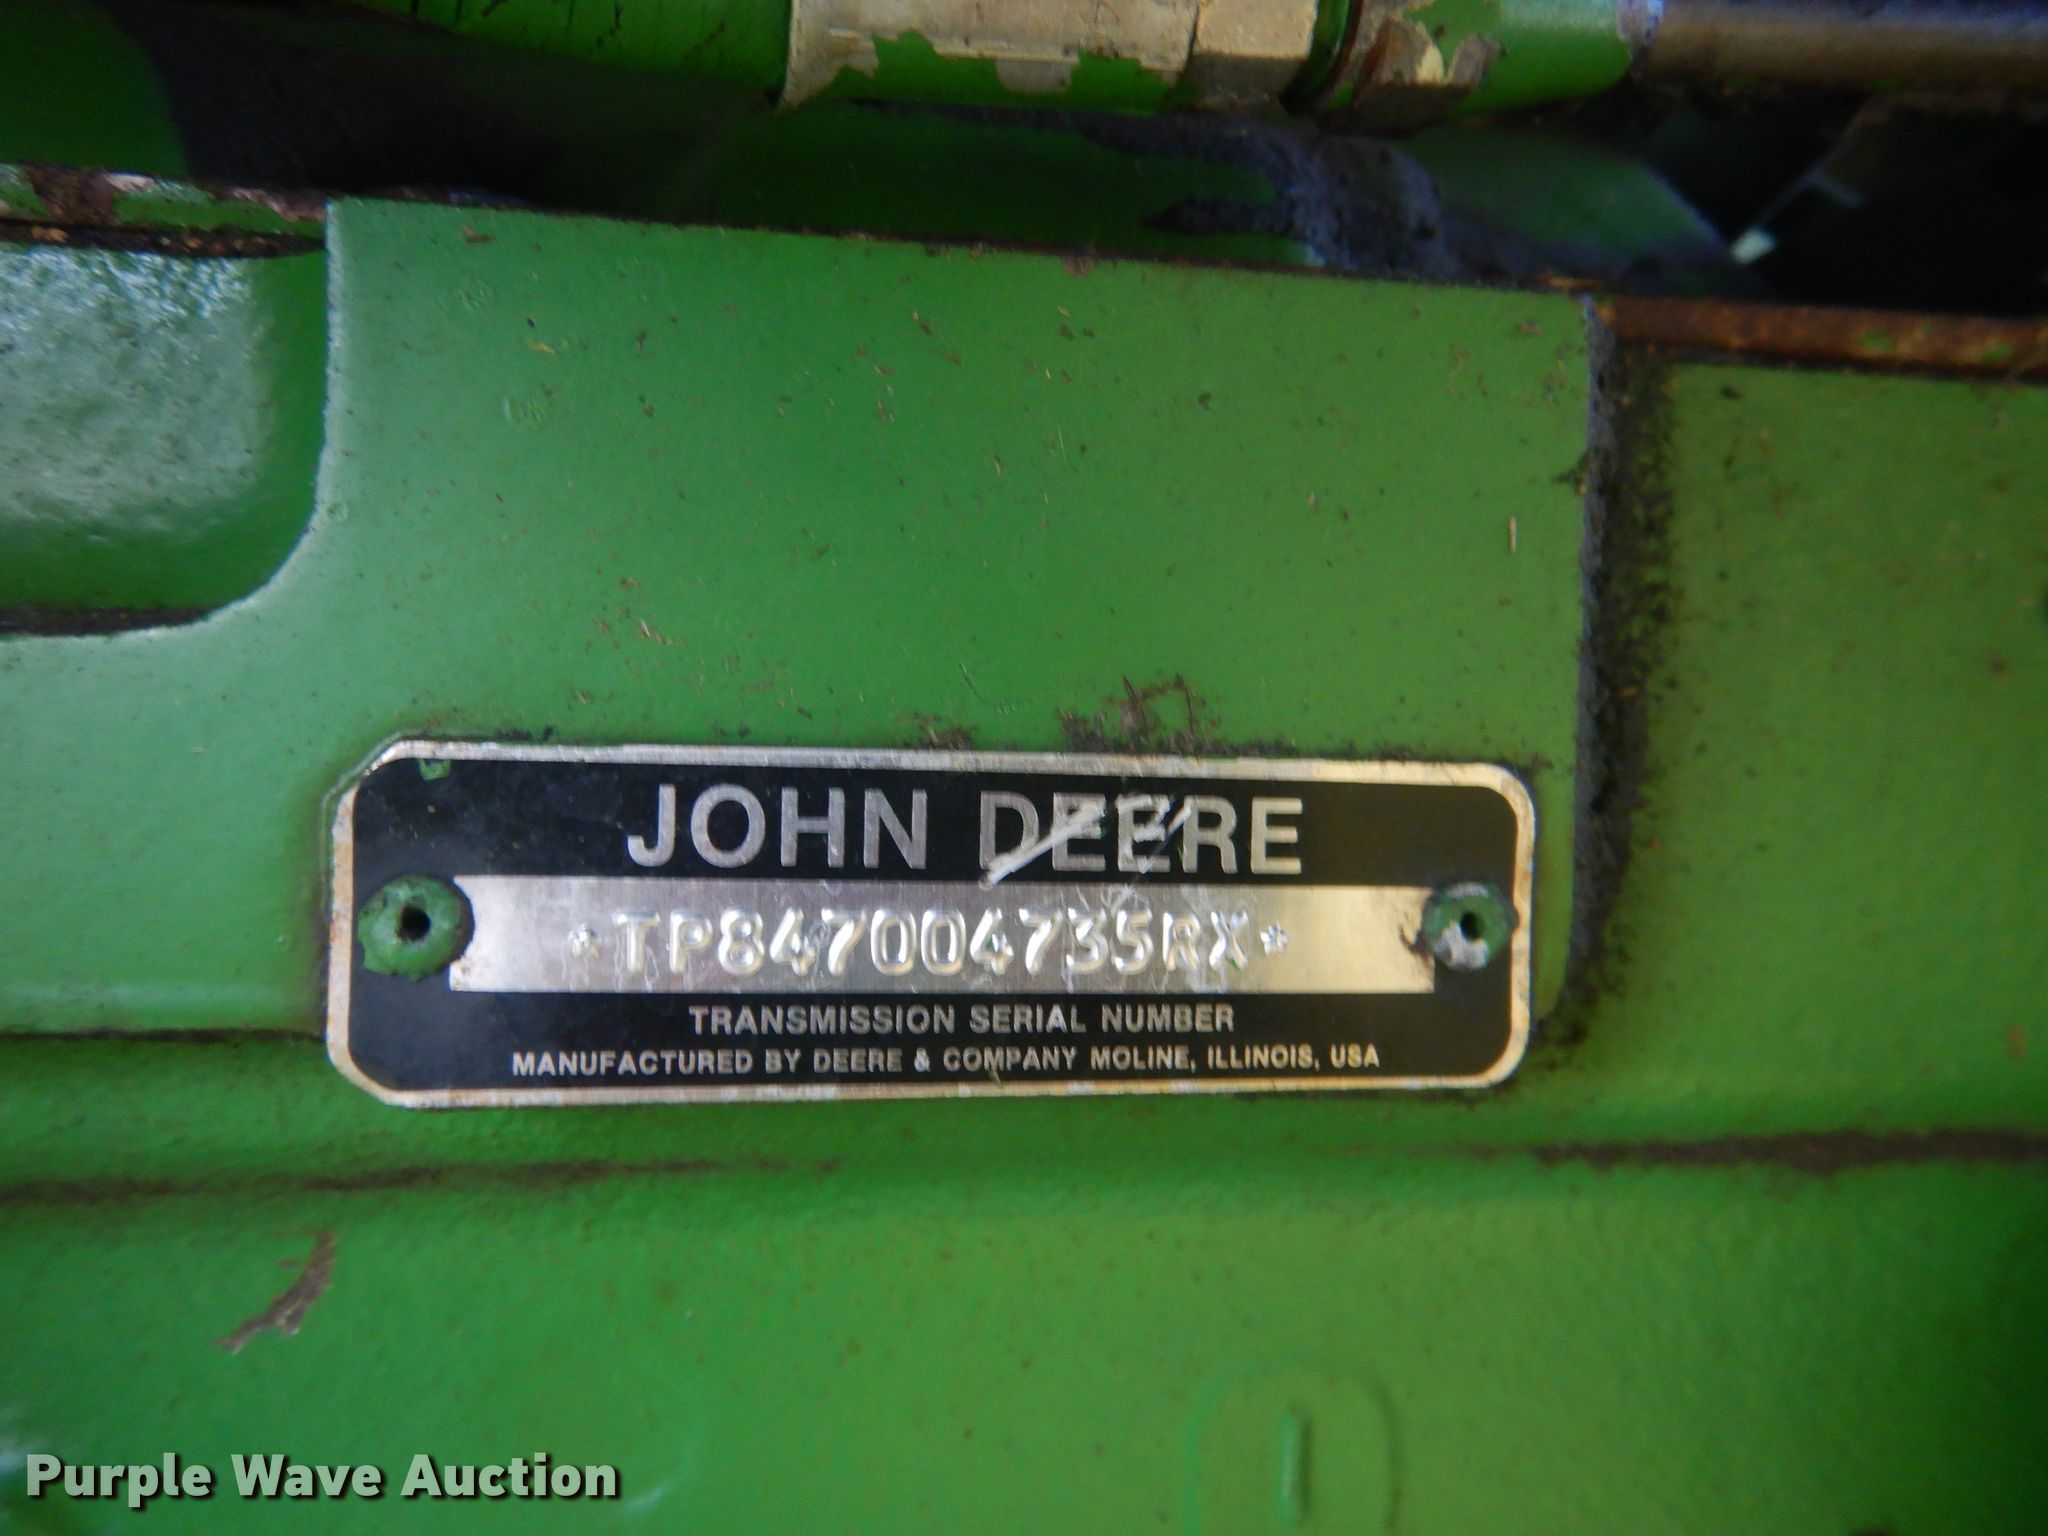 JOHN DEERE
*TP847004735RX*
TRANSMISSION SERIAL NUMBER
MANUFACTURED BY DEERE & COMPANY MOLINE, ILLINOIS, USA
Purple Wave Auction